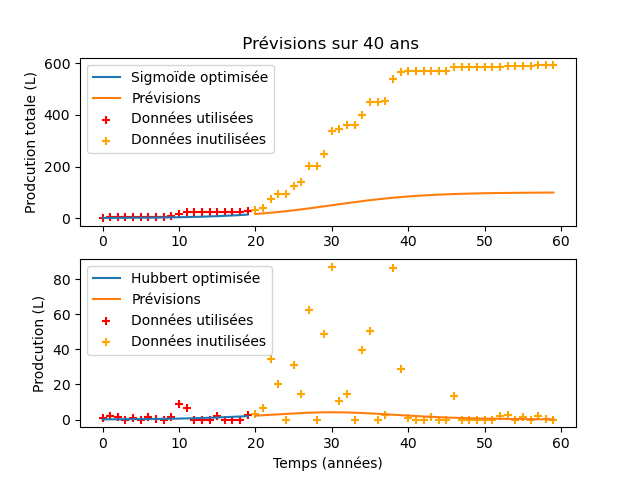 Prévisions sur 40 ans
Prodcution totale (L)
600
400
200
0
Sigmoïde optimisée
Prévisions
Données utilisées
Données inutilisées
0 10 20 30 40 50 60
Prodcution (L)
80
60
40
20
0
Hubbert optimisée
Prévisions
Données utilisées
Données inutilisées
0 10 20 30 40 50 60
Temps (années)